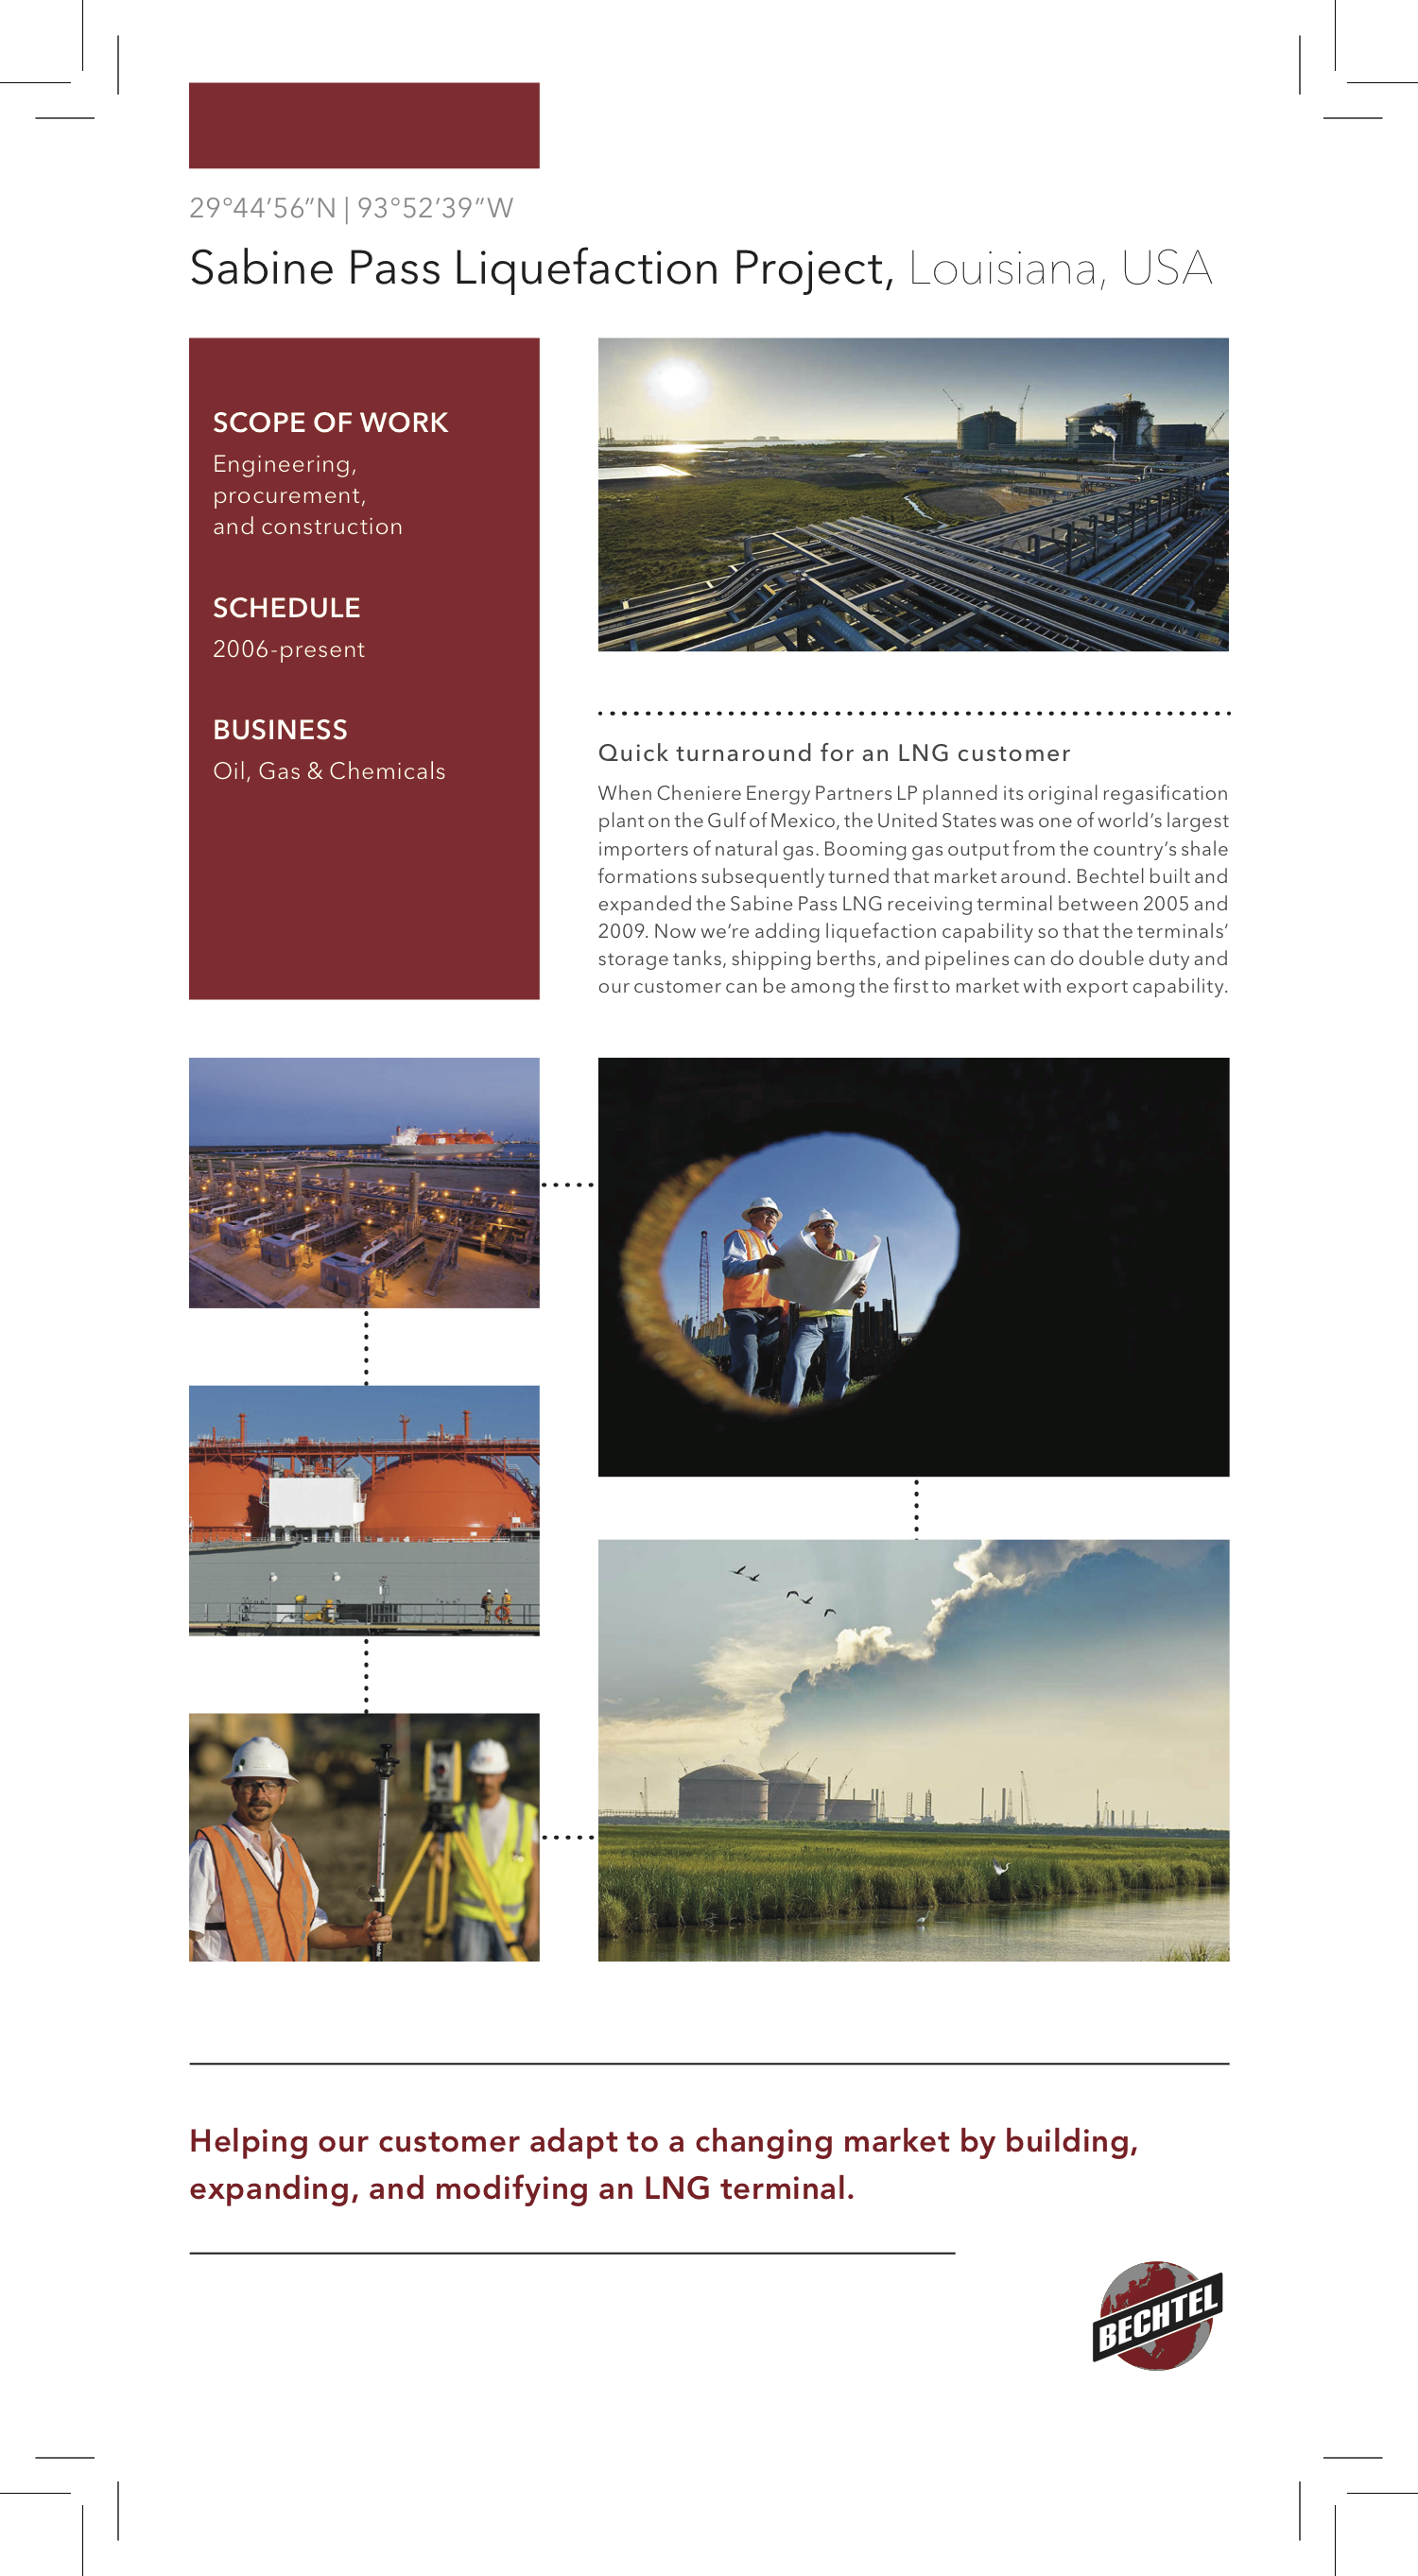 29°44’56”N | 93°52’39”W
Sabine Pass Liquefaction Project, Louisiana, USA
SCOPE OF WORK
Engineering,
procurement,
and construction
SCHEDULE
2006-present
BUSINESS
Oil, Gas & Chemicals
Quick turnaround for an LNG customer
When Cheniere Energy Partners LP planned its original regasification
plant on the Gulf of Mexico, the United States was one of world’s largest
importers of natural gas. Booming gas output from the country’s shale
formations subsequently turned that market around. Bechtel built and
expanded the Sabine Pass LNG receiving terminal between 2005 and
2009. Now we’re adding liquefaction capability so that the terminals’
storage tanks, shipping berths, and pipelines can do double duty and
our customer can be among the first to market with export capability.
Helping our customer adapt to a changing market by building,
expanding, and modifying an LNG terminal.
BECHTEL